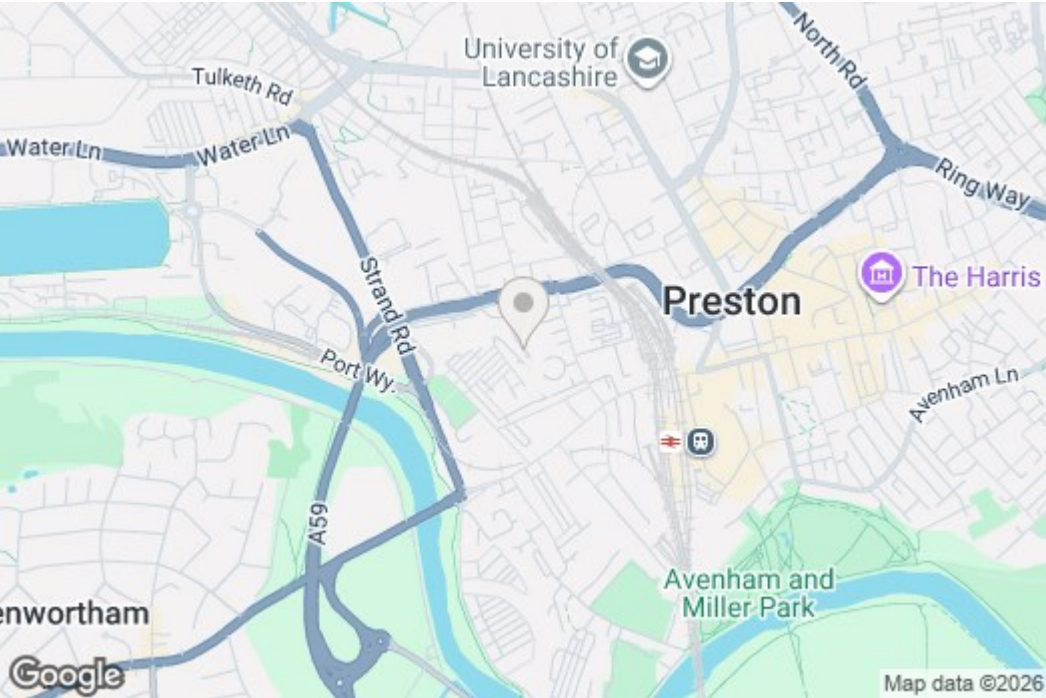 University of
Lancashire
North Rd
Tulketh Rd
Water Ln
Water Ln
Ring Way
The Harris
Strand Rd
Preston
Port Wy.
Avenham Ln
A59
Avenham and
Miller Park
enwortham
Google
Map data ©2026